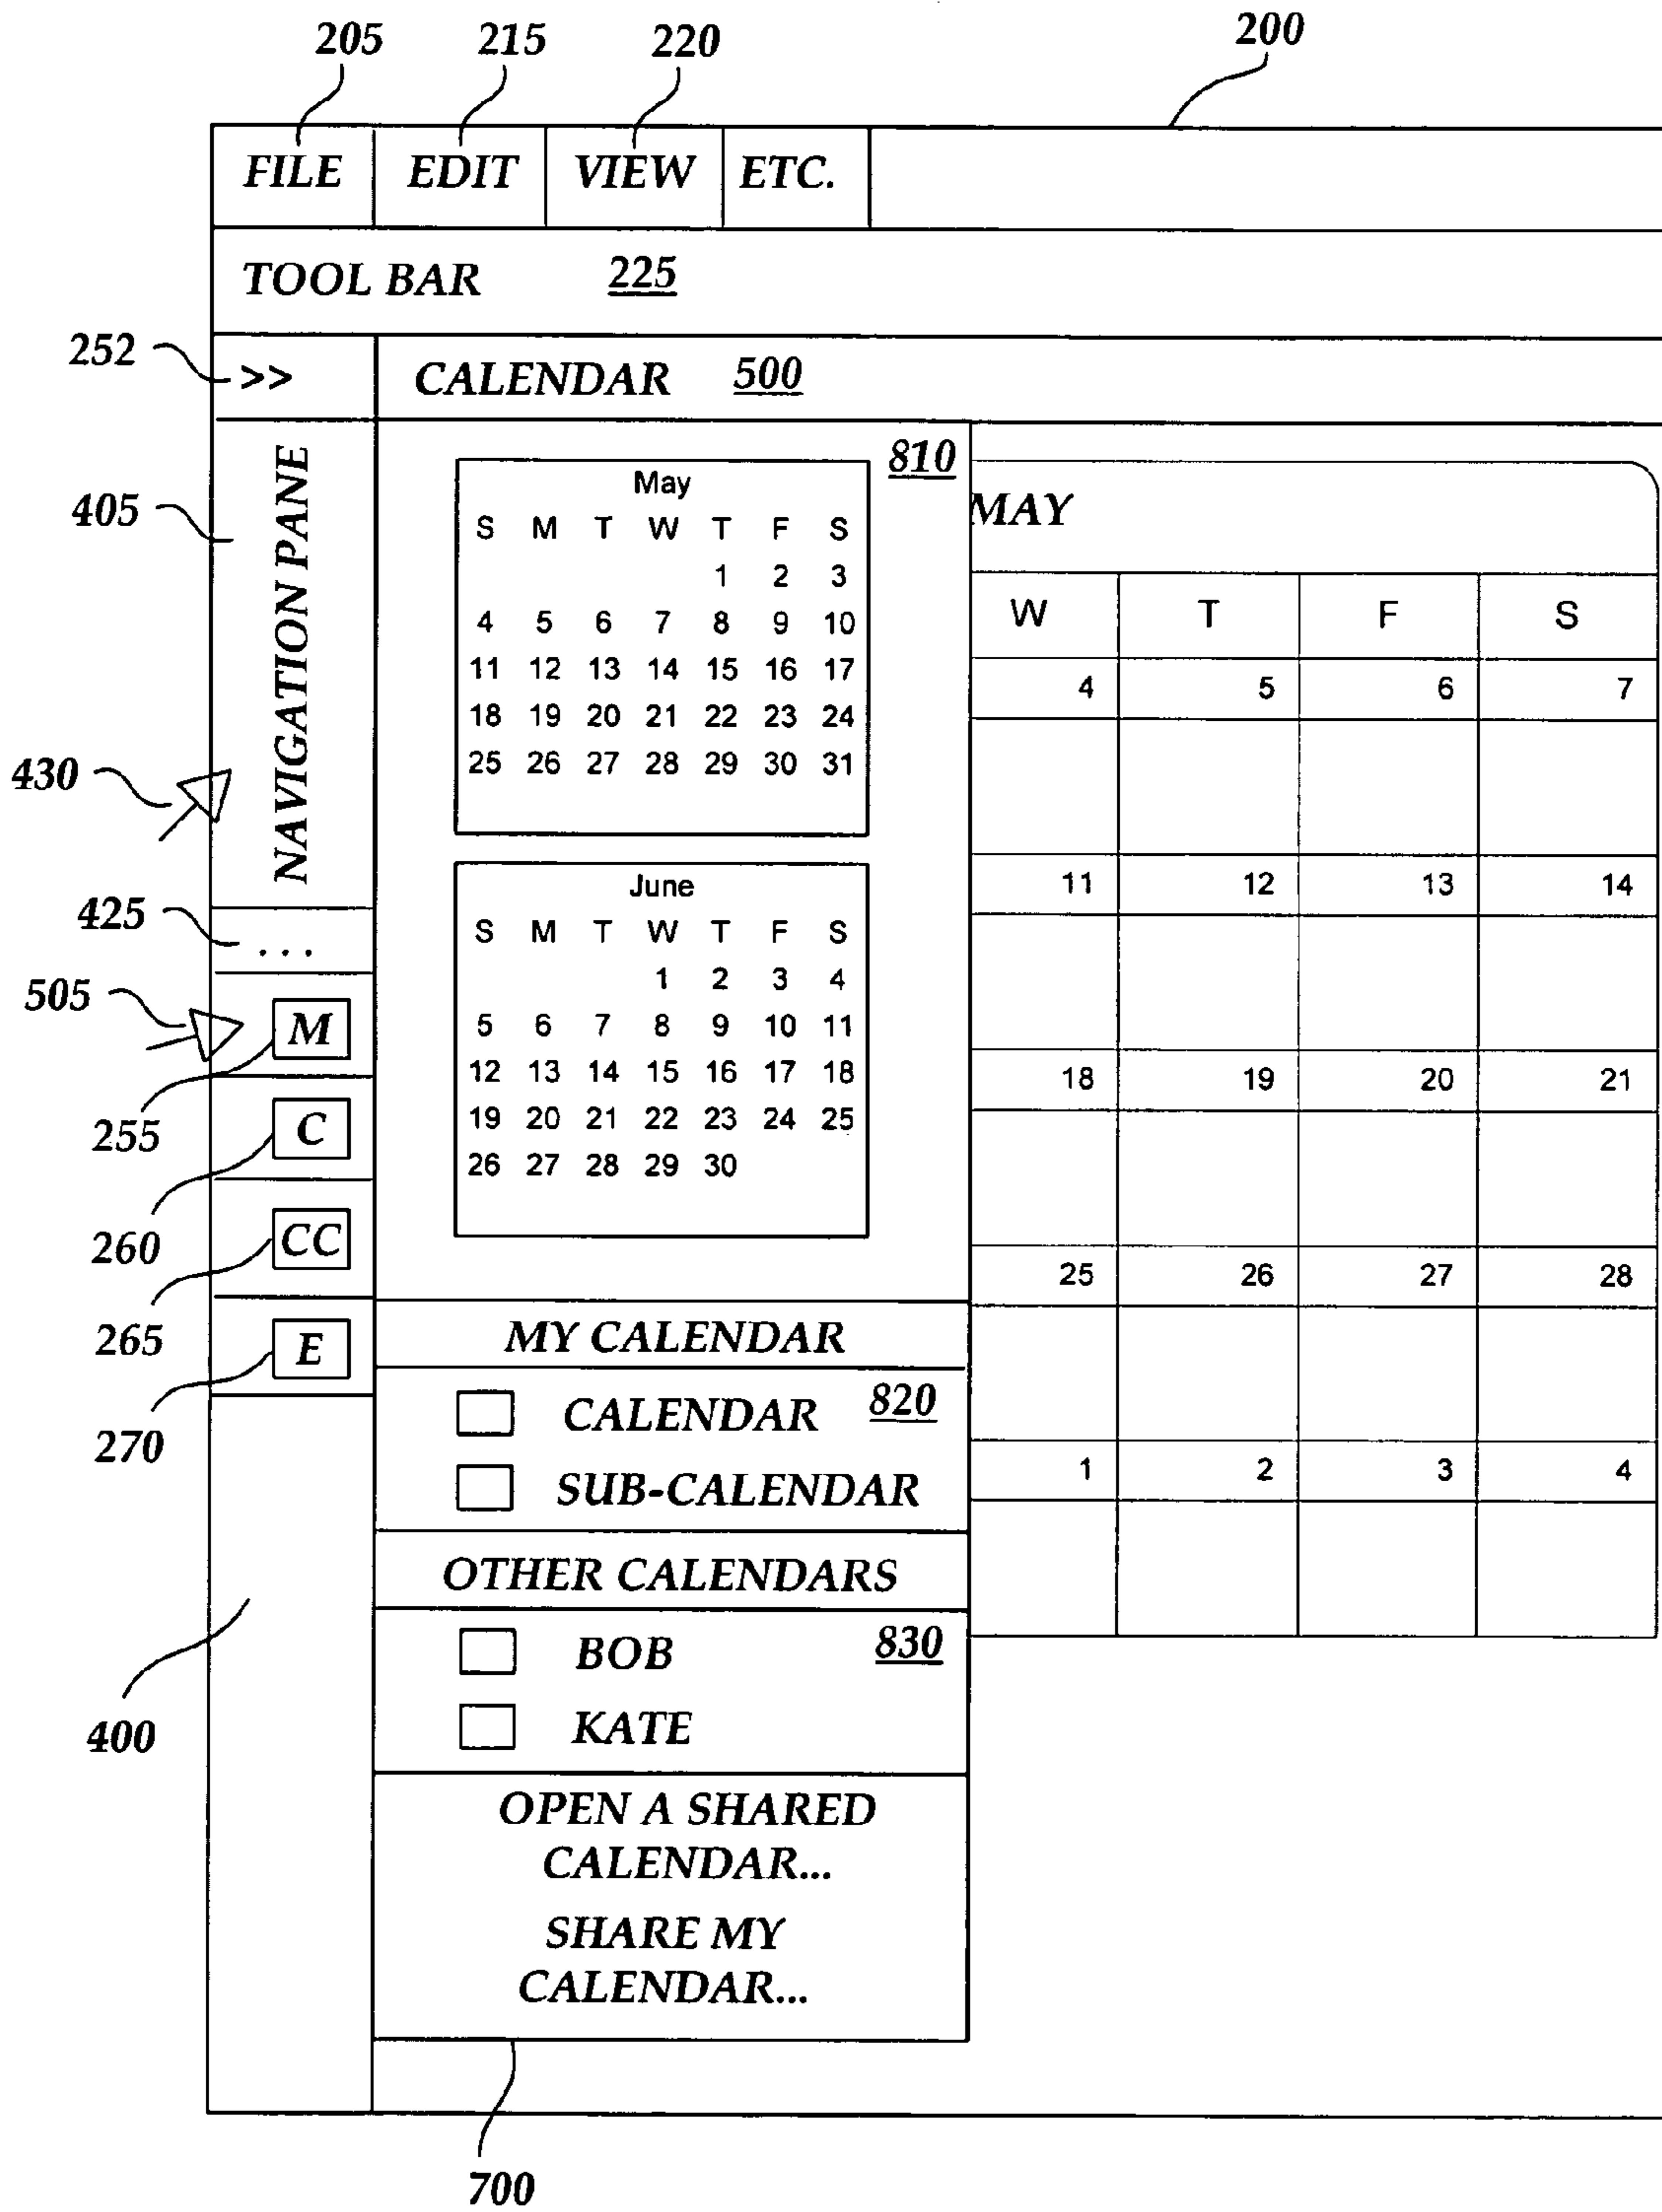 205 215 220 200
FILE EDIT VIEW ETC.
TOOL BAR 225
252 >> CALENDAR 500
405
NAVIGATION PANE
430
425
...
505
M
255
C
260
CC
265
E
270
400
810
May
S M T W T F S
1 2 3
4 5 6 7 8 9 10
11 12 13 14 15 16 17
18 19 20 21 22 23 24
25 26 27 28 29 30 31
June
S M T W T F S
1 2 3 4
5 6 7 8 9 10 11
12 13 14 15 16 17 18
19 20 21 22 23 24 25
26 27 28 29 30
MY CALENDAR
CALENDAR 820
SUB-CALENDAR
OTHER CALENDARS
BOB 830
KATE
OPEN A SHARED
CALENDAR...
SHARE MY
CALENDAR...
700
MAY
W T F S
4 5 6 7
11 12 13 14
18 19 20 21
25 26 27 28
1 2 3 4